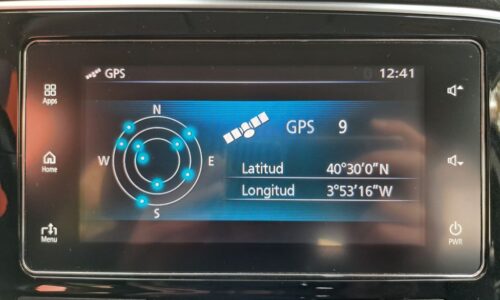 GPS 12:41
Apps
N
GPS 9
W E
Home
Latitud 40°30’0”N
Longitud 3°53’16”W
S
Menu
PWR